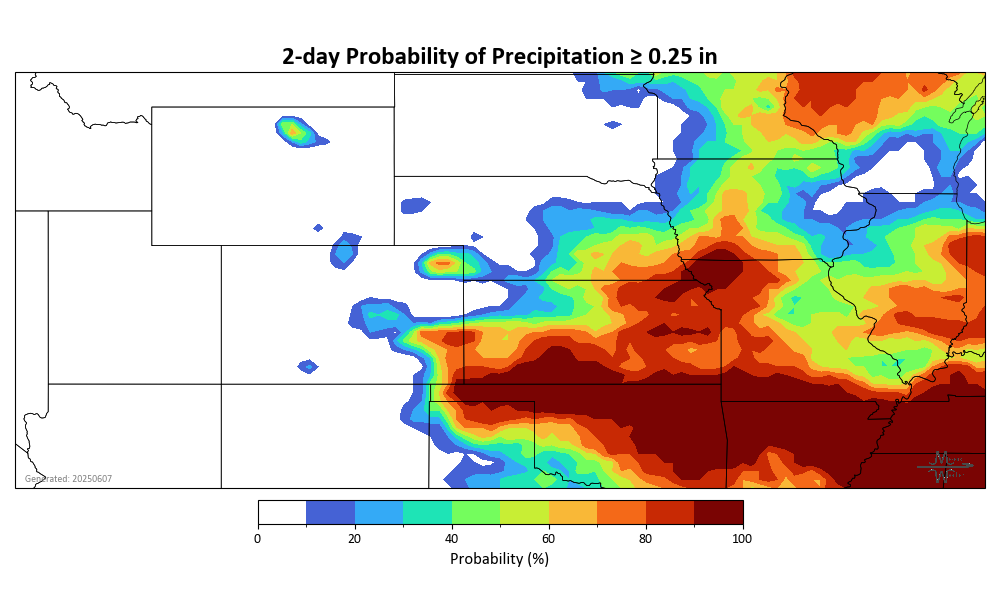 2-day Probability of Precipitation ≥ 0.25 in
Generated: 20250607
0 20 40 60 80 100
Probability (%)